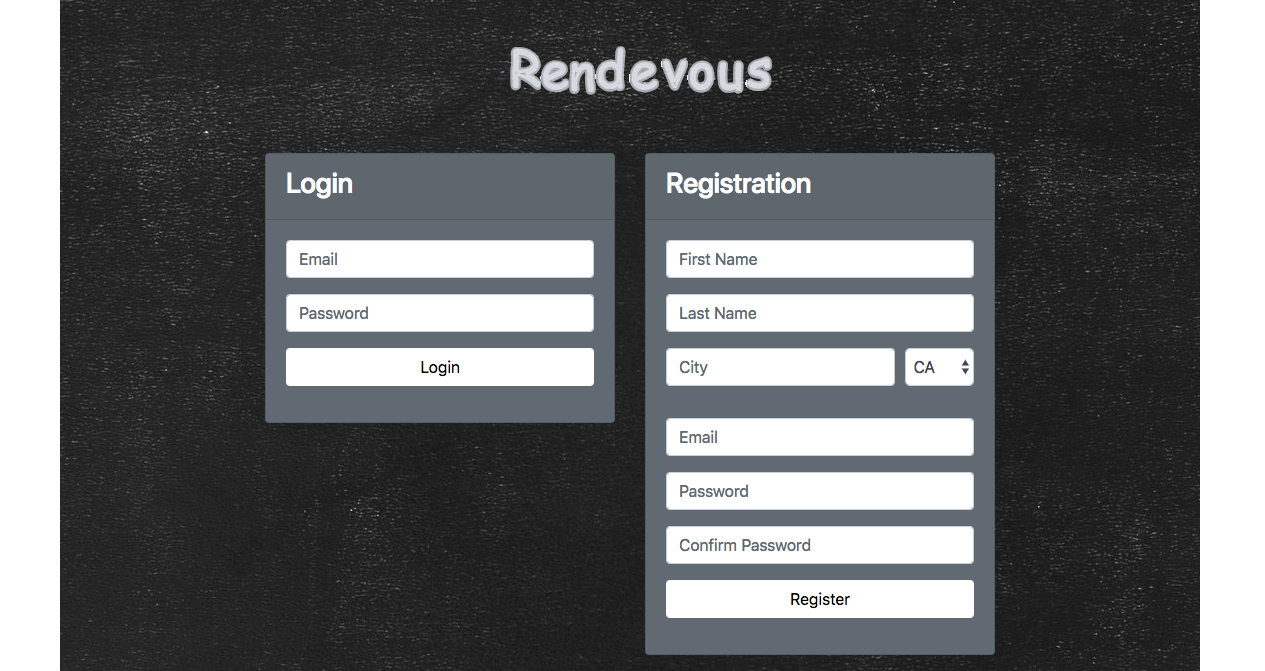 Rendevous
Login
Email
Password
Login
Registration
First Name
Last Name
City
CA
Email
Password
Confirm Password
Register